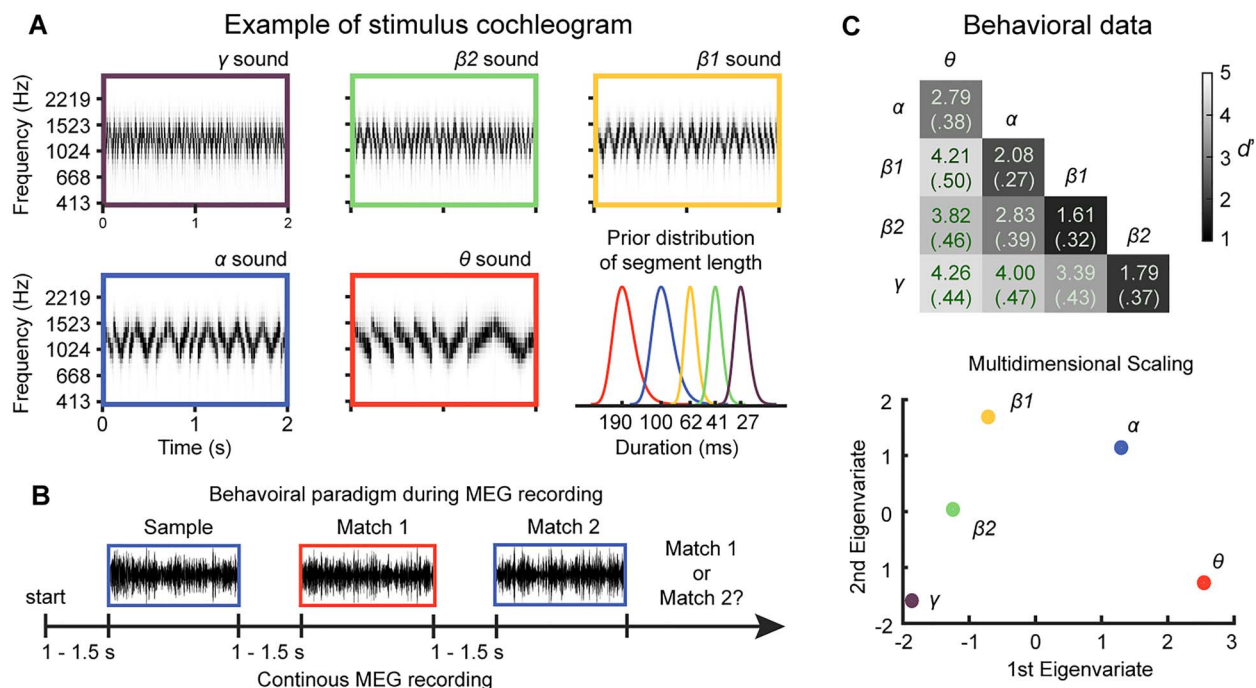 A
Example of stimulus cochleogram
γ sound
β2 sound
β1 sound
Frequency (Hz)
2219
1523
1024
668
413
0
1
2
α sound
θ sound
Prior distribution
of segment length
Frequency (Hz)
2219
1523
1024
668
413
0
1
2
Time (s)
190 100 62 41 27
Duration (ms)
B
Behavoiral paradigm during MEG recording
Sample
Match 1
Match 2
Match 1
or
Match 2?
start
1 - 1.5 s
1 - 1.5 s
1 - 1.5 s
Continous MEG recording
C
Behavioral data
θ
α
2.79
(.38)
α
β1
4.21
(.50)
2.08
(.27)
β1
β2
3.82
(.46)
2.83
(.39)
1.61
(.32)
β2
γ
4.26
(.44)
4.00
(.47)
3.39
(.43)
1.79
(.37)
5
4
3
2
1
d'
Multidimensional Scaling
2nd Eigenvariate
2
1
0
1
-2
β1
α
β2
θ
γ
-2 -1 0 1 2 3
1st Eigenvariate